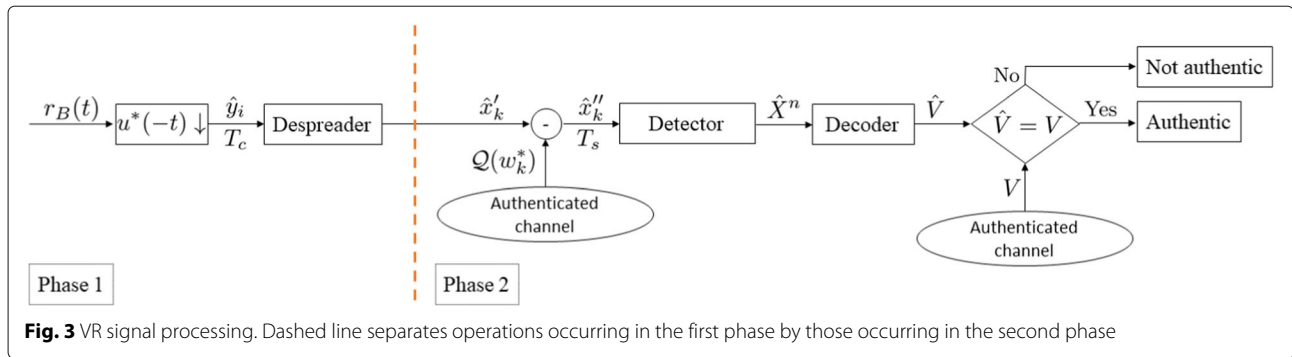 r_B(t)
u*(−t) ↓
ŷ_i
T_c
Despreader
x̂′_k
-
Q(w*_k)
Authenticated
channel
x̂″_k
T_s
Detector
X̂^n
Decoder
V̂
V̂ = V
No
Not authentic
Yes
Authentic
V
Authenticated
channel
Phase 1
Phase 2
Fig. 3 VR signal processing. Dashed line separates operations occurring in the first phase by those occurring in the second phase